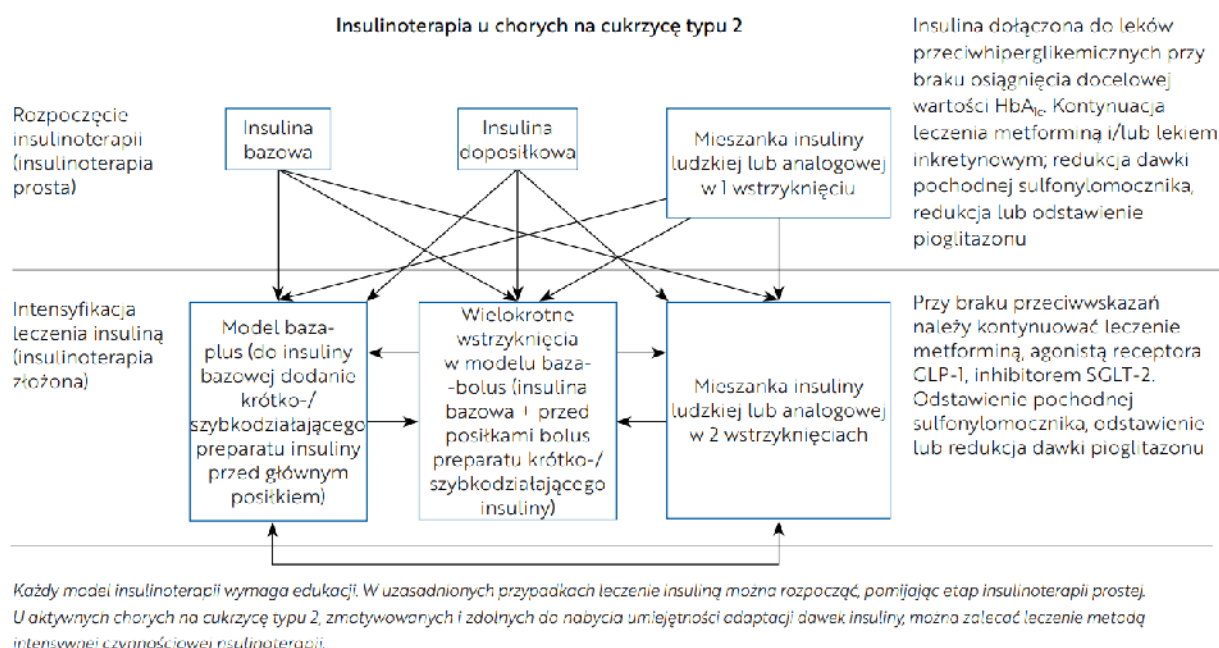 Insulinoterapia u chorych na cukrzycę typu 2
Rozpoczęcie
insulinoterapii
(insulinoterapia
prosta)
Insulina
bazowa
Insulina
doposiłkowa
Mieszanka insuliny
ludzkiej lub analogowej
w 1 wstrzyknięciu
Insulina dołączona do leków
przeciwhiperglikemicznych przy
braku osiągnięcia docelowej
wartości HbA1c. Kontynuacja
leczenia metforminą i/lub lekiem
inkretynowym; redukcja dawki
pochodnej sulfonylomocznika,
redukcja lub odstawienie
pioglitazonu
Intensyfikacja
leczenia insuliną
(insulinoterapia
złożona)
Model baza-
plus (do insuliny
bazowej dodanie
krótko-/
szybkodziałającego
preparatu insuliny
przed głównym
posiłkiem)
Wielokrotne
wstrzyknięcia
w modelu baza-
-bolus (insulina
bazowa + przed
posiłkami bolus
preparatu krótko-/
szybkodziałającego
insuliny)
Mieszanka insuliny
ludzkiej lub analogowej
w 2 wstrzyknięciach
Przy braku przeciwwskazań
należy kontynuować leczenie
metforminą, agonistą receptora
GLP-1, inhibitorem SGLT-2.
Odstawienie pochodnej
sulfonylomocznika, odstawienie
lub redukcja dawki pioglitazonu
Każdy model insulinoterapii wymaga edukacji. W uzasadnionych przypadkach leczenie insuliną można rozpocząć, pomijając etap insulinoterapii prostej.
U aktywnych chorych na cukrzycę typu 2, zmotywowanych i zdolnych do nabycia umiejętności adaptacji dawek insuliny, można zalecać leczenie metodą
intensywnej czynnościowej nsulinoterapii.